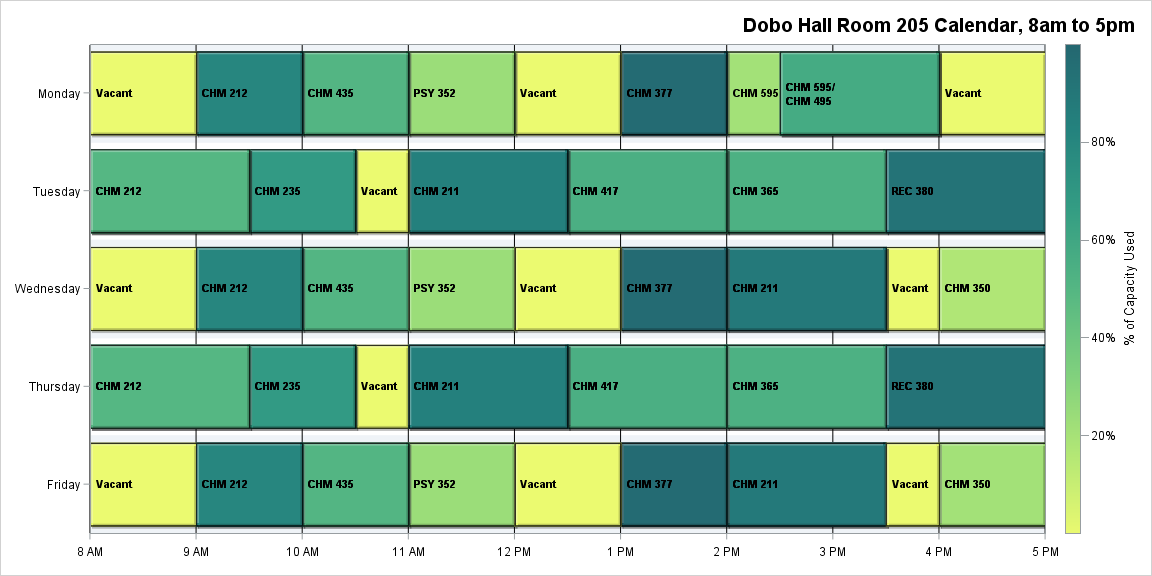 Dobo Hall Room 205 Calendar, 8am to 5pm
Monday
Vacant
CHM 212
CHM 435
PSY 352
Vacant
CHM 377
CHM 595
CHM 595/
CHM 495
Vacant
Tuesday
CHM 212
CHM 235
Vacant
CHM 211
CHM 417
CHM 365
REC 380
Wednesday
Vacant
CHM 212
CHM 435
PSY 352
Vacant
CHM 377
CHM 211
Vacant
CHM 350
Thursday
CHM 212
CHM 235
Vacant
CHM 211
CHM 417
CHM 365
REC 380
Friday
Vacant
CHM 212
CHM 435
PSY 352
Vacant
CHM 377
CHM 211
Vacant
CHM 350
8 AM
9 AM
10 AM
11 AM
12 PM
1 PM
2 PM
3 PM
4 PM
5 PM
80%
60%
40%
20%
% of Capacity Used